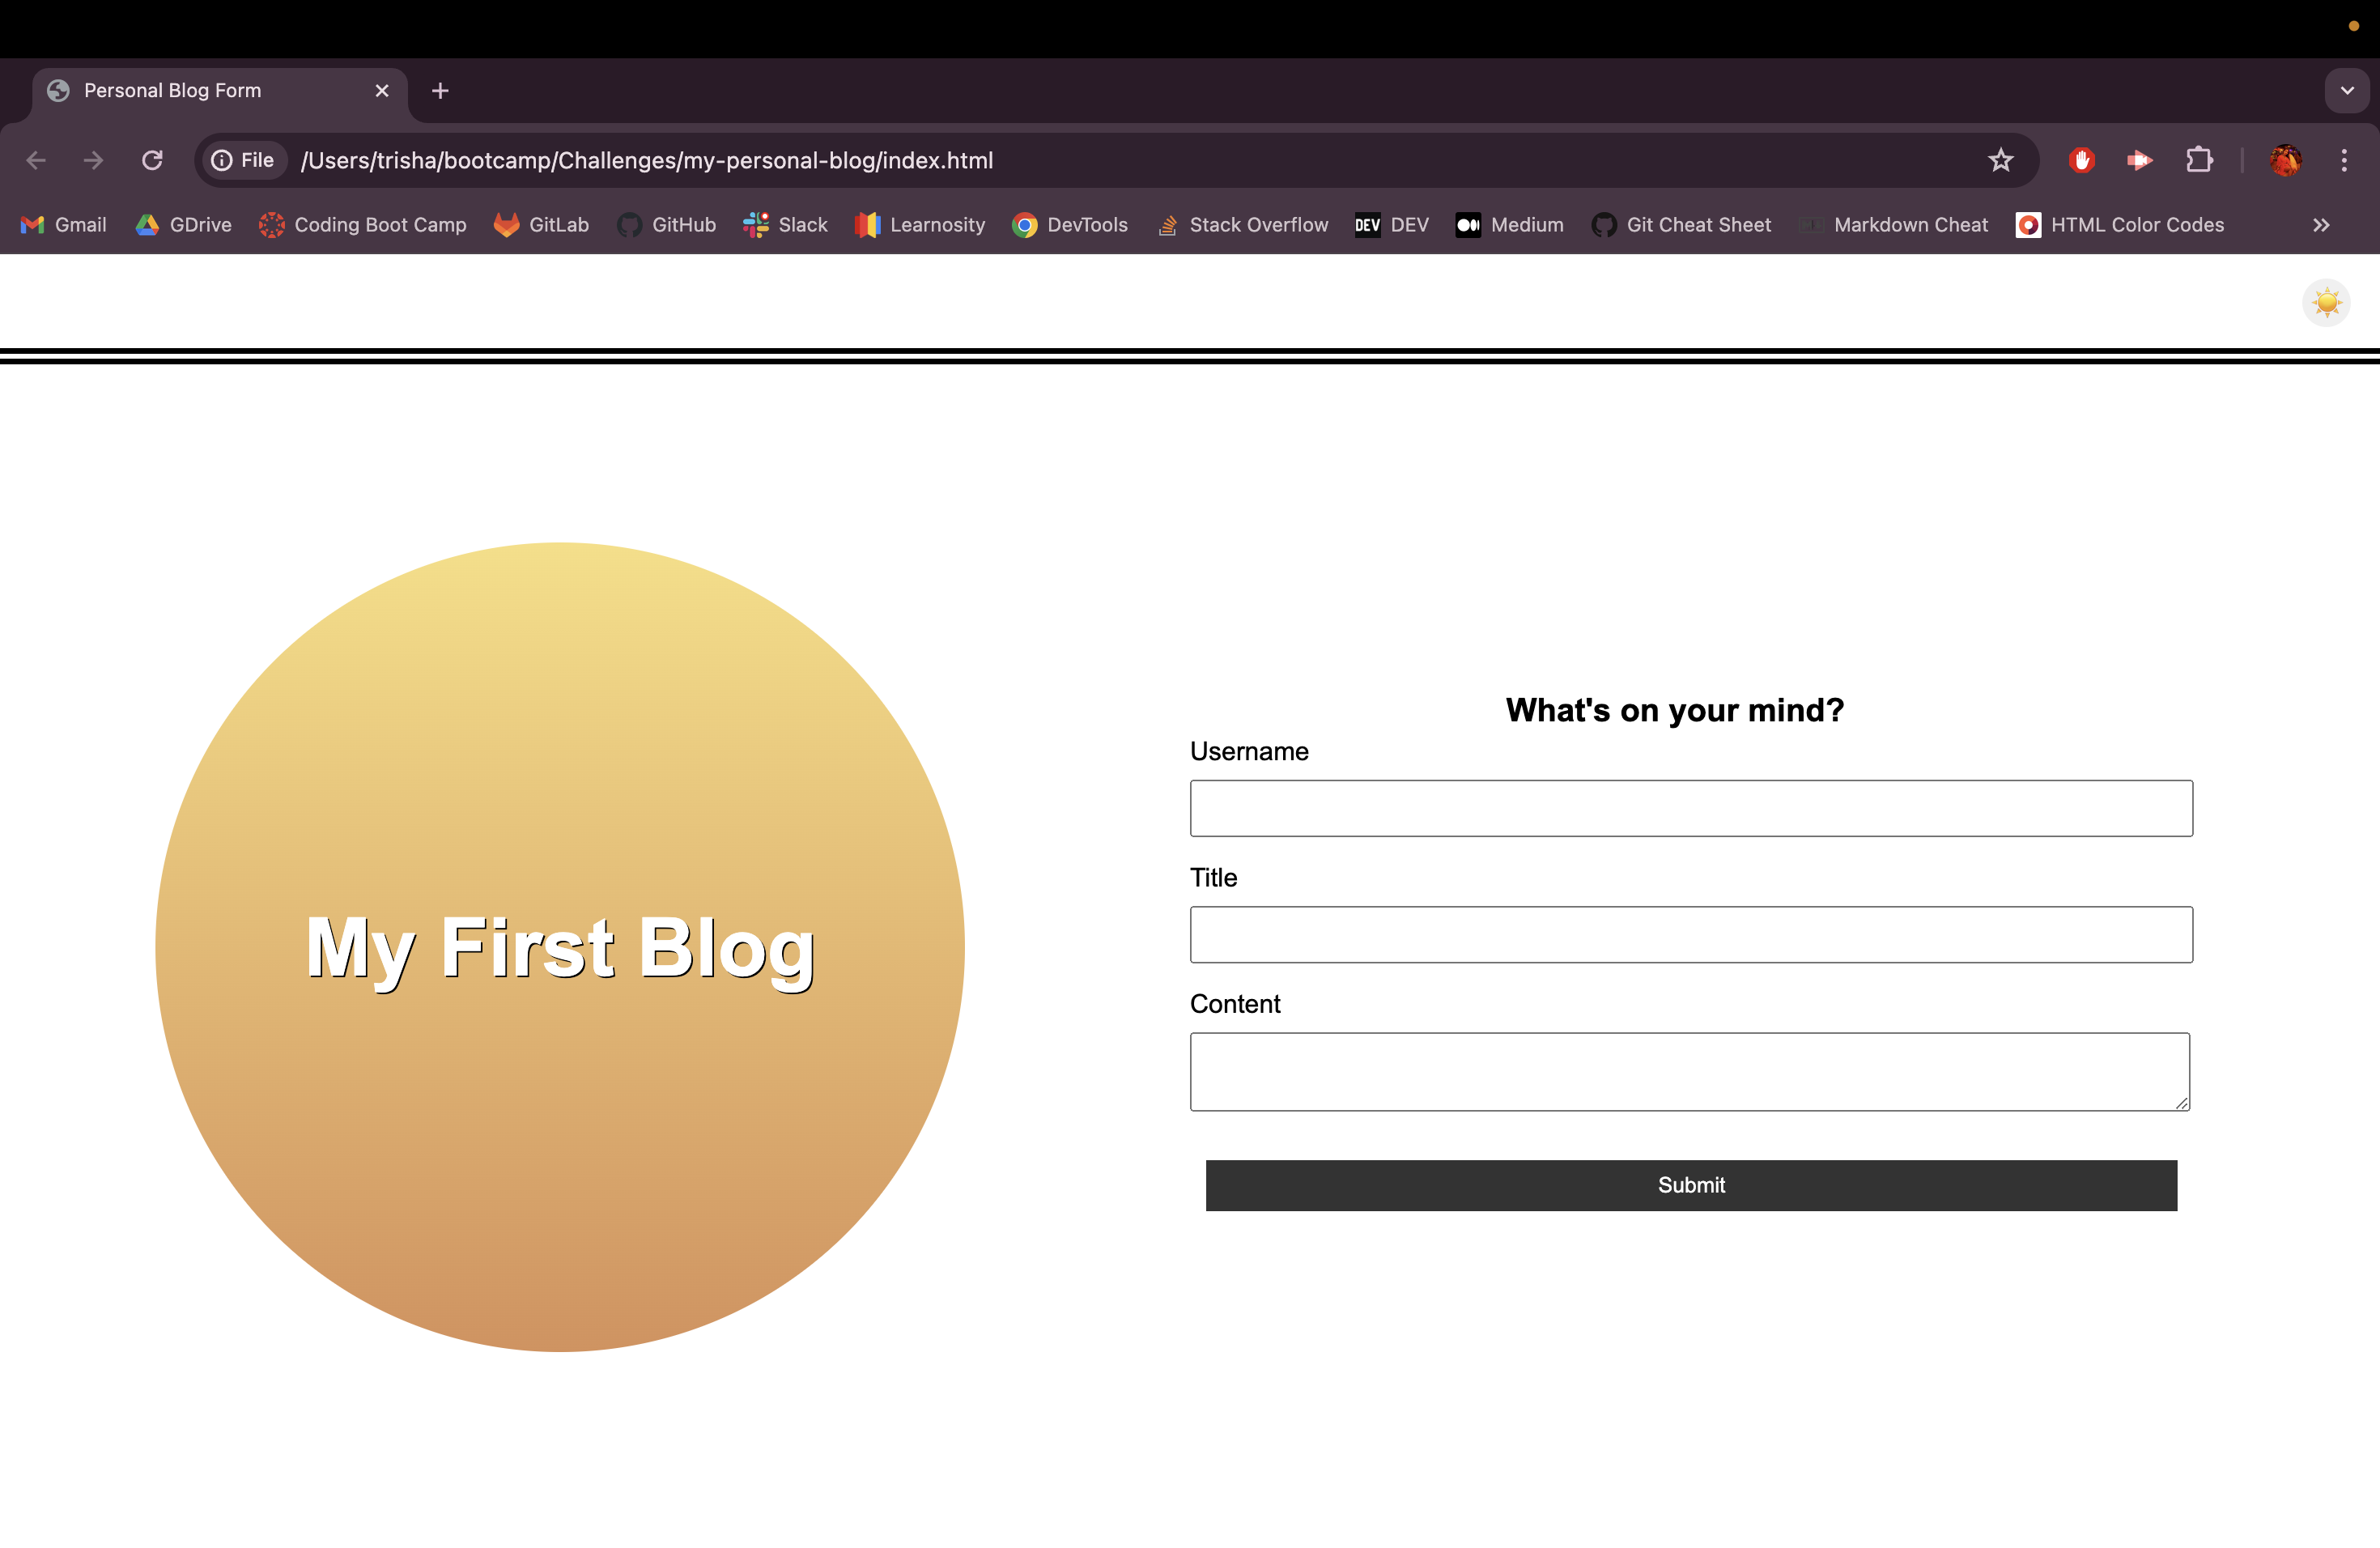 Personal Blog Form
File /Users/trisha/bootcamp/Challenges/my-personal-blog/index.html
Gmail GDrive Coding Boot Camp GitLab GitHub Slack Learnosity DevTools Stack Overflow DEV DEV Medium Git Cheat Sheet Markdown Cheat HTML Color Codes
My First Blog
What's on your mind?
Username
Title
Content
Submit